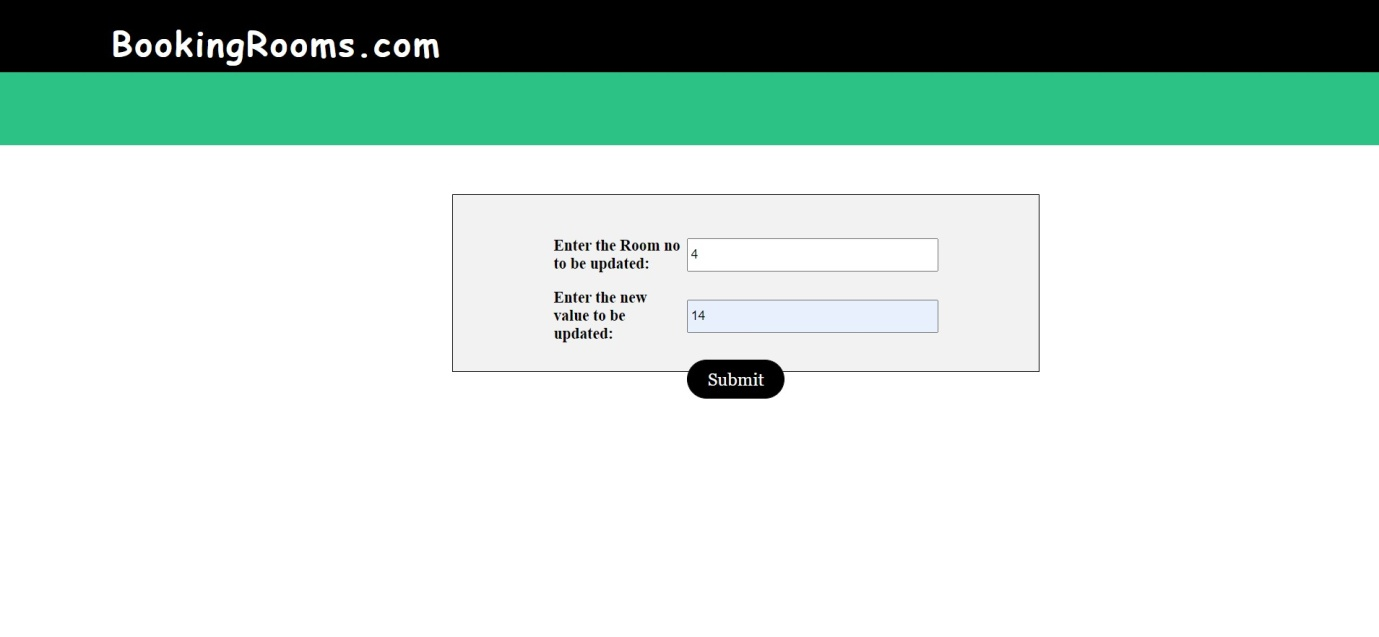 BookingRooms.com
Enter the Room no
to be updated:
4
Enter the new
value to be
updated:
14
Submit